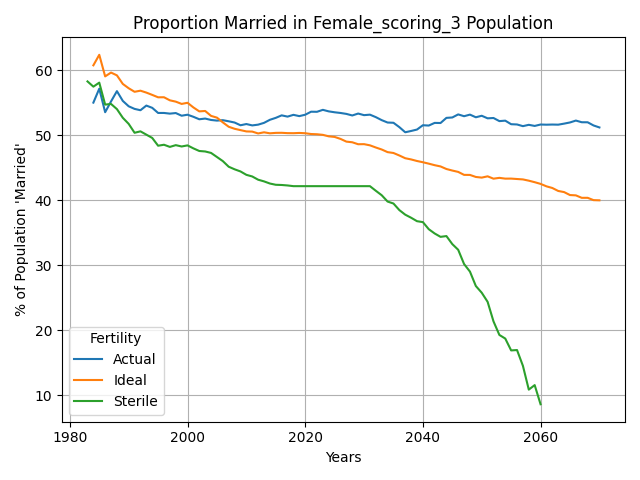 Proportion Married in Female_scoring_3 Population
% of Population 'Married'
60
50
40
30
20
10
Fertility
Actual
Ideal
Sterile
1980 2000 2020 2040 2060
Years